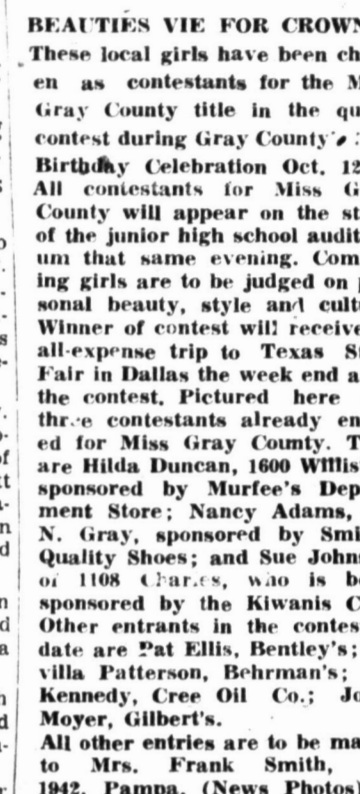 BEAUTIES VIE FOR CROWN
These local girls have been ch
en as contestants for the M
Gray County title in the qu
contest during Gray County's
Birthday Celebration Oct. 12
All contestants for Miss G
County will appear on the st
of the junior high school audit
um that same evening. Com
ing girls are to be judged on p
sonal beauty, style and cult
Winner of contest will receive
all-expense trip to Texas St
Fair in Dallas the week end a
the contest. Pictured here
three contestants already en
ed for Miss Gray County. T
are Hilda Duncan, 1600 Willis
sponsored by Murfee's Dep
ment Store; Nancy Adams,
N. Gray, sponsored by Smi
Quality Shoes; and Sue Johns
of 1108 Charles, who is be
sponsored by the Kiwanis C
Other entrants in the contes
date are Pat Ellis, Bentley's;
villa Patterson, Behrman's;
Kennedy, Cree Oil Co.; Jo
Moyer, Gilbert's.
All other entries are to be ma
to Mrs. Frank Smith,
1942, Pampa. (News Photos)